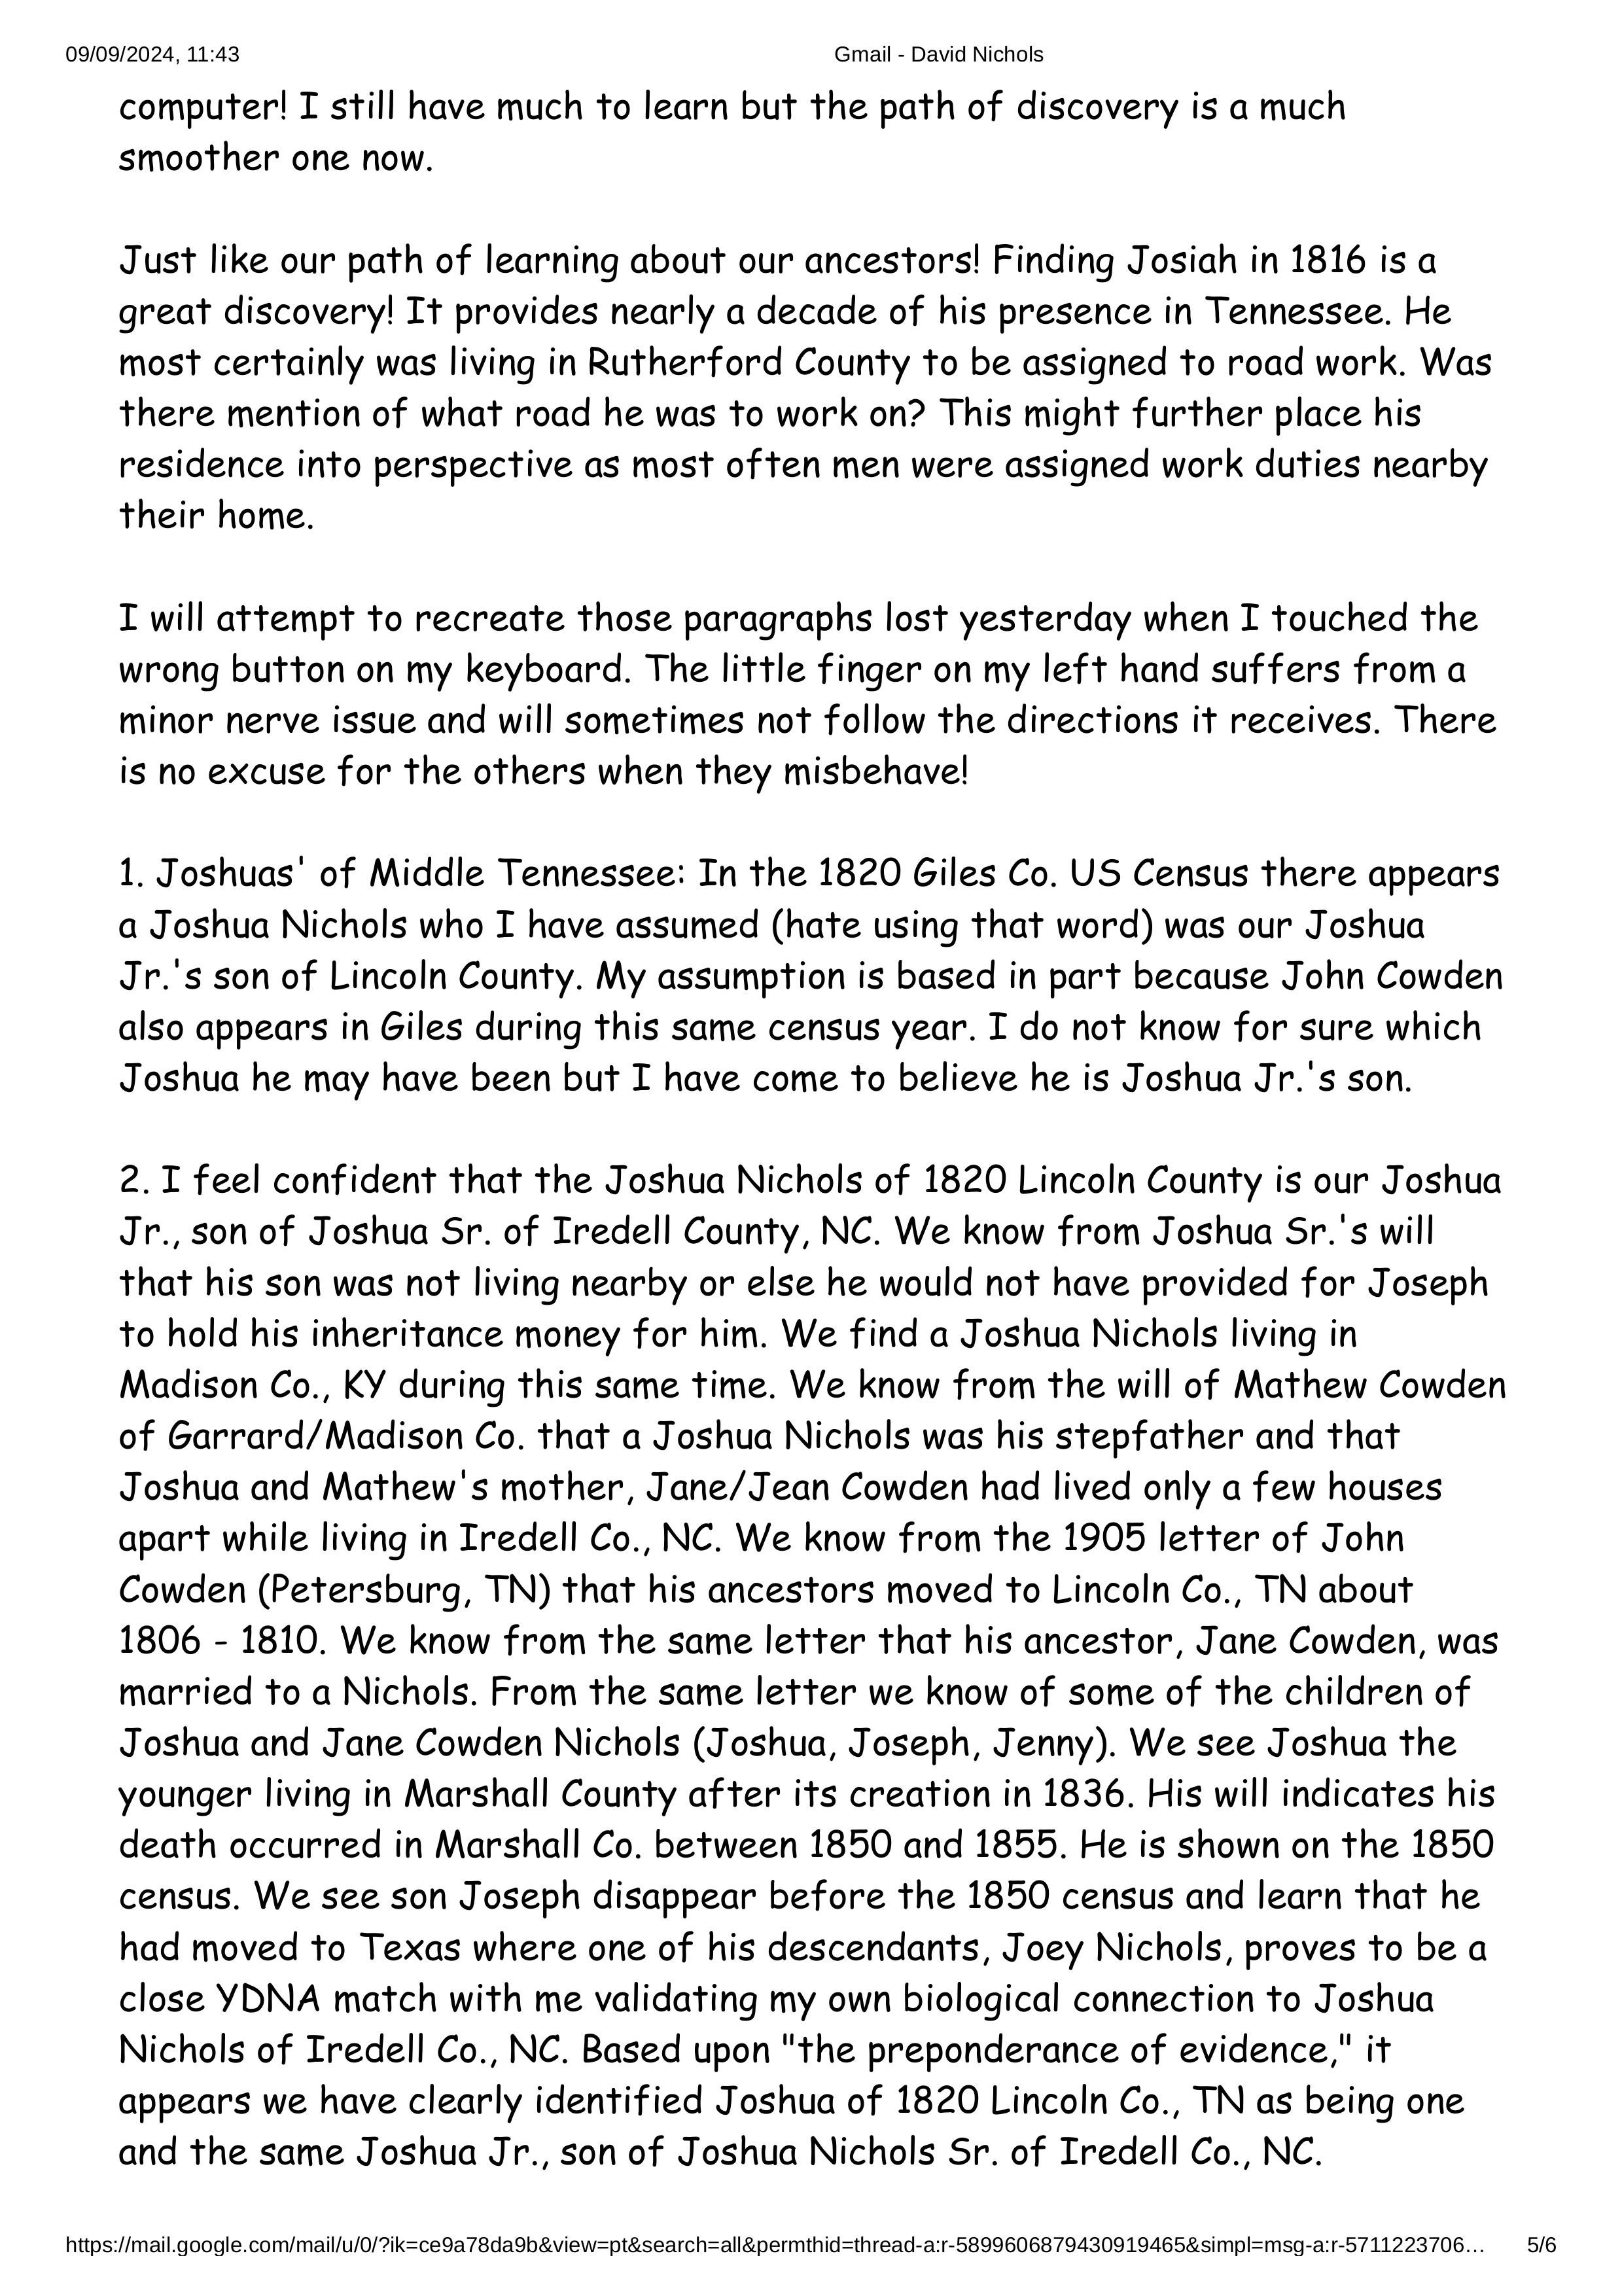 09/09/2024, 11:43 Gmail - David Nichols
computer! I still have much to learn but the path of discovery is a much
smoother one now.
Just like our path of learning about our ancestors! Finding Josiah in 1816 is a
great discovery! It provides nearly a decade of his presence in Tennessee. He
most certainly was living in Rutherford County to be assigned to road work. Was
there mention of what road he was to work on? This might further place his
residence into perspective as most often men were assigned work duties nearby
their home.
I will attempt to recreate those paragraphs lost yesterday when I touched the
wrong button on my keyboard. The little finger on my left hand suffers from a
minor nerve issue and will sometimes not follow the directions it receives. There
is no excuse for the others when they misbehave!
1. Joshuas' of Middle Tennessee: In the 1820 Giles Co. US Census there appears
a Joshua Nichols who I have assumed (hate using that word) was our Joshua
Jr.'s son of Lincoln County. My assumption is based in part because John Cowden
also appears in Giles during this same census year. I do not know for sure which
Joshua he may have been but I have come to believe he is Joshua Jr.'s son.
2. I feel confident that the Joshua Nichols of 1820 Lincoln County is our Joshua
Jr., son of Joshua Sr. of Iredell County, NC. We know from Joshua Sr.'s will
that his son was not living nearby or else he would not have provided for Joseph
to hold his inheritance money for him. We find a Joshua Nichols living in
Madison Co., KY during this same time. We know from the will of Mathew Cowden
of Garrard/Madison Co. that a Joshua Nichols was his stepfather and that
Joshua and Mathew's mother, Jane/Jean Cowden had lived only a few houses
apart while living in Iredell Co., NC. We know from the 1905 letter of John
Cowden (Petersburg, TN) that his ancestors moved to Lincoln Co., TN about
1806 - 1810. We know from the same letter that his ancestor, Jane Cowden, was
married to a Nichols. From the same letter we know of some of the children of
Joshua and Jane Cowden Nichols (Joshua, Joseph, Jenny). We see Joshua the
younger living in Marshall County after its creation in 1836. His will indicates his
death occurred in Marshall Co. between 1850 and 1855. He is shown on the 1850
census. We see son Joseph disappear before the 1850 census and learn that he
had moved to Texas where one of his descendants, Joey Nichols, proves to be a
close YDNA match with me validating my own biological connection to Joshua
Nichols of Iredell Co., NC. Based upon "the preponderance of evidence," it
appears we have clearly identified Joshua of 1820 Lincoln Co., TN as being one
and the same Joshua Jr., son of Joshua Nichols Sr. of Iredell Co., NC.
https://mail.google.com/mail/u/0/?ik=ce9a78da9b&view=pt&search=all&permthid=thread-a:r-5899606879430919465&simpl=msg-a:r-5711223706… 5/6